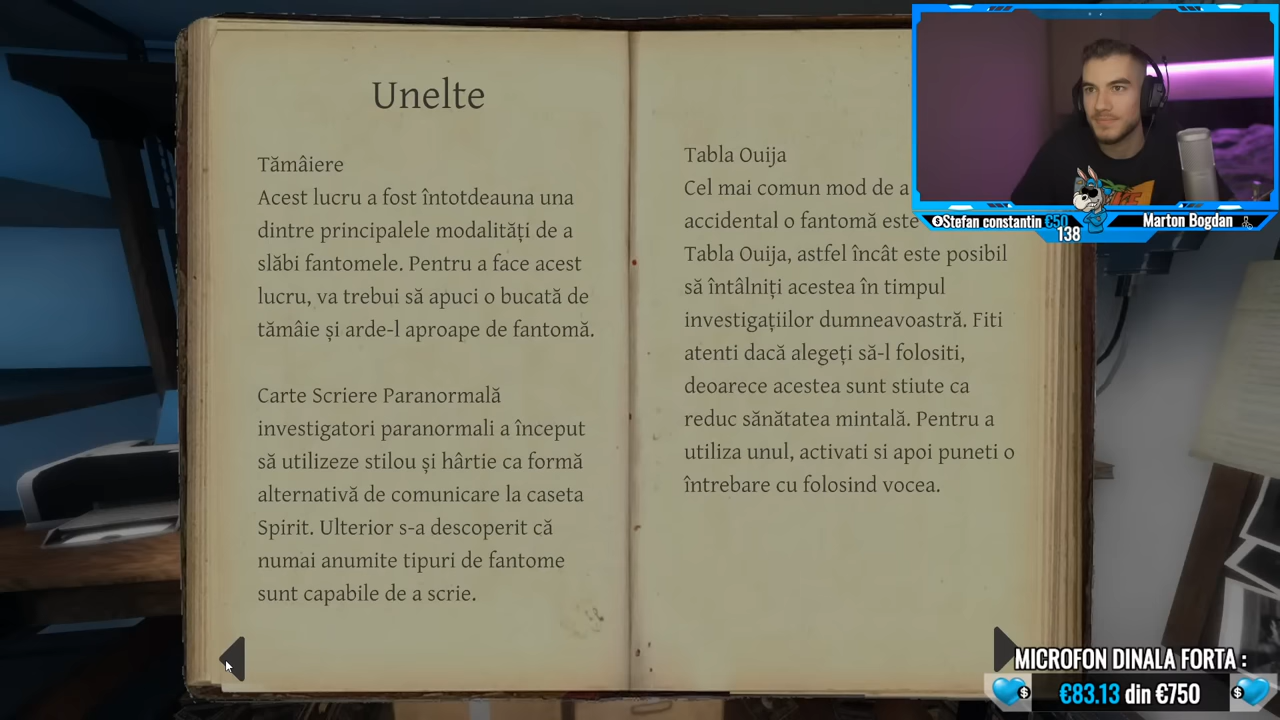 Unelte
Tămâiere
Acest lucru a fost întotdeauna una
dintre principalele modalități de a
slăbi fantomele. Pentru a face acest
lucru, va trebui să apuci o bucată de
tămâie și arde-l aproape de fantomă.
Carte Scriere Paranormală
investigatori paranormali a început
să utilizeze stilou și hârtie ca formă
alternativă de comunicare la caseta
Spirit. Ulterior s-a descoperit că
numai anumite tipuri de fantome
sunt capabile de a scrie.
Tabla Ouija
Cel mai comun mod de a
accidental o fantomă este
Tabla Ouija, astfel încât este posibil
să întâlniți acestea în timpul
investigațiilor dumneavoastră. Fiti
atenti dacă alegeți să-l folositi,
deoarece acestea sunt stiute ca
reduc sănătatea mintală. Pentru a
utiliza unul, activati si apoi puneti o
întrebare cu folosind vocea.
Stefan constantin €50
Marton Bogdan
138
MICROFON DINALA FORTA :
€83.13 din €750